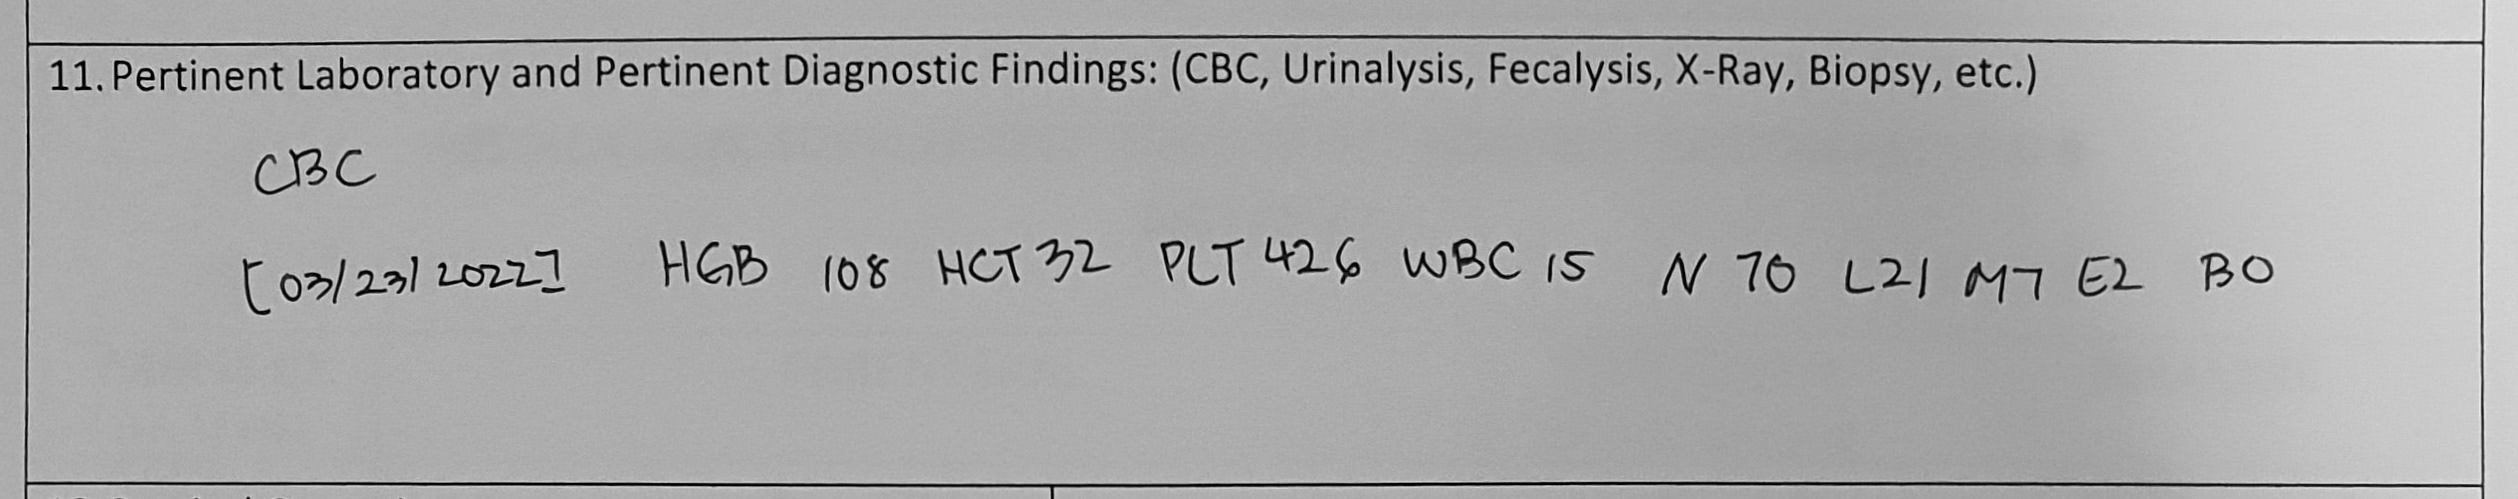 11. Pertinent Laboratory and Pertinent Diagnostic Findings: (CBC, Urinalysis, Fecalysis, X-Ray, Biopsy, etc.)
CBC
[03/23/2022] HGB 108 HCT 32 PLT 426 WBC 15 N 70 L21 M7 E2 B0